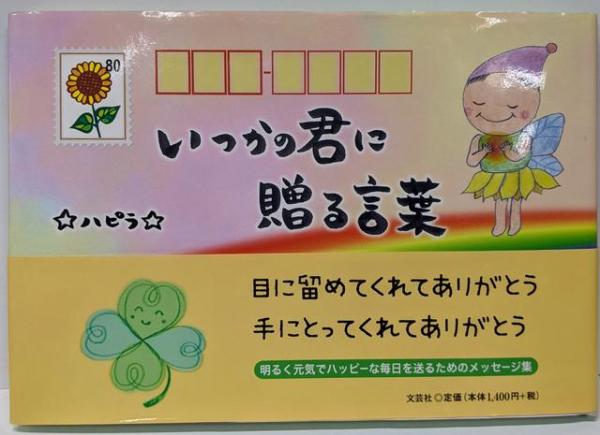 80
いつかの君に
贈る言葉
☆ハピラ☆
目に留めてくれてありがとう
手にとってくれてありがとう
明るく元気でハッピーな毎日を送るためのメッセージ集
文芸社◎定価(本体1,400円+税)